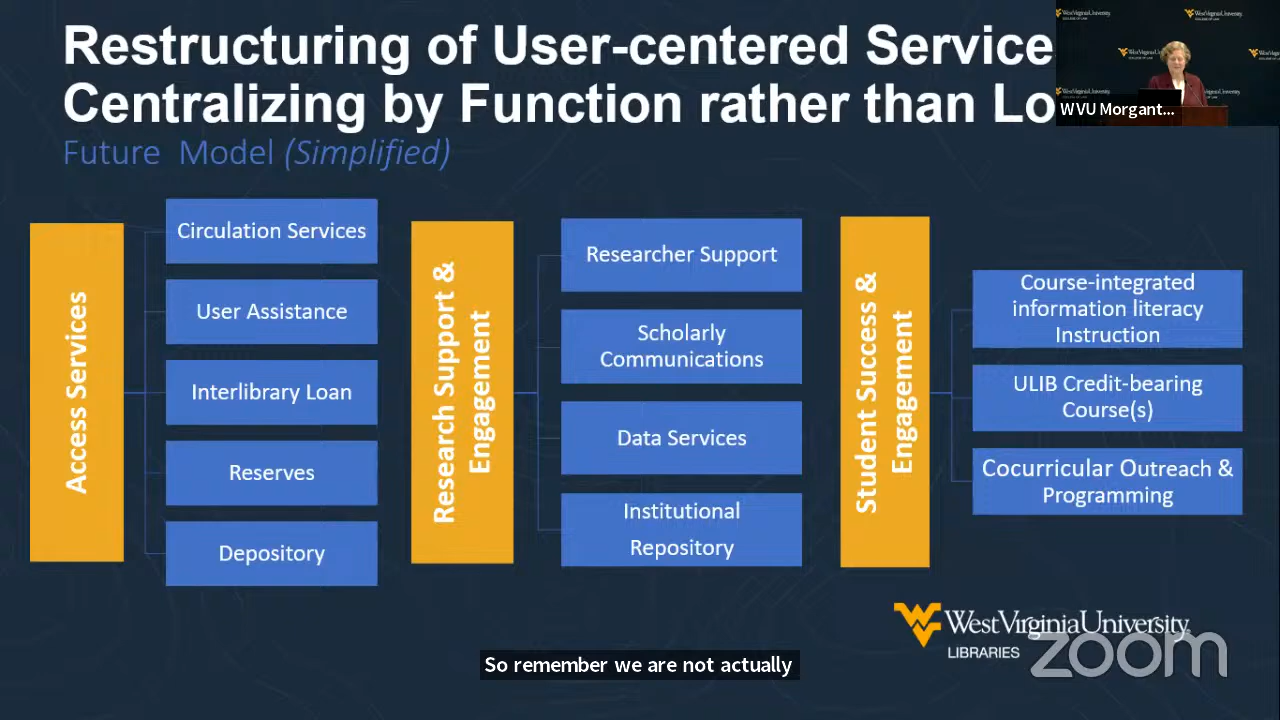 Restructuring of User-centered Service
Centralizing by Function rather than Lo
Future Model (Simplified)
WestVirginiaUniversity
WestVirginiaUniversity
WVU Morgant...
Access Services
Circulation Services
User Assistance
Interlibrary Loan
Reserves
Depository
Research Support &
Engagement
Researcher Support
Scholarly
Communications
Data Services
Institutional
Repository
Student Success &
Engagement
Course-integrated
information literacy
Instruction
ULIB Credit-bearing
Course(s)
Cocurricular Outreach &
Programming
WestVirginiaUniversity
LIBRARIES
zoom
So remember we are not actually